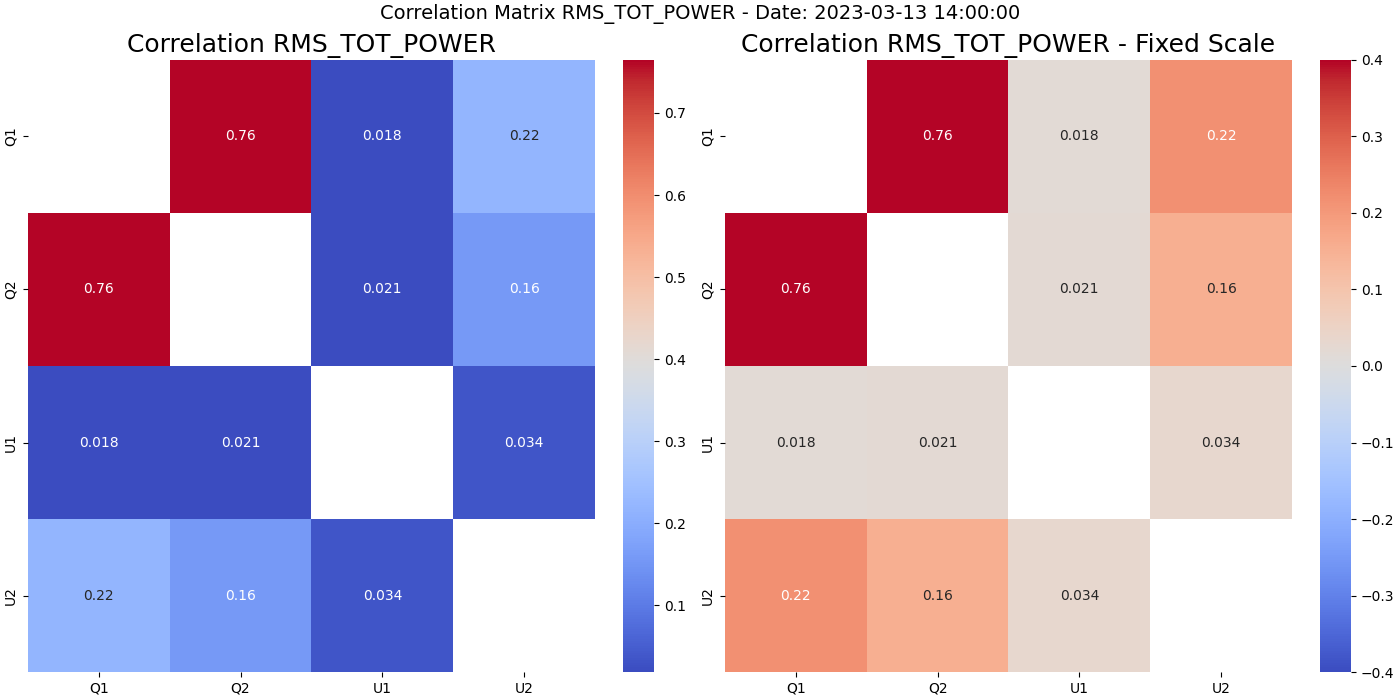 Correlation Matrix RMS_TOT_POWER - Date: 2023-03-13 14:00:00
Correlation RMS_TOT_POWER
Q1
Q2
U1
U2
0.76 0.018 0.22
0.76 0.021 0.16
0.018 0.021 0.034
0.22 0.16 0.034
Q1 Q2 U1 U2
0.7
0.6
0.5
0.4
0.3
0.2
0.1
Correlation RMS_TOT_POWER - Fixed Scale
Q1
Q2
U1
U2
0.76 0.018 0.22
0.76 0.021 0.16
0.018 0.021 0.034
0.22 0.16 0.034
Q1 Q2 U1 U2
0.4
0.3
0.2
0.1
0.0
−0.1
−0.2
−0.3
−0.4